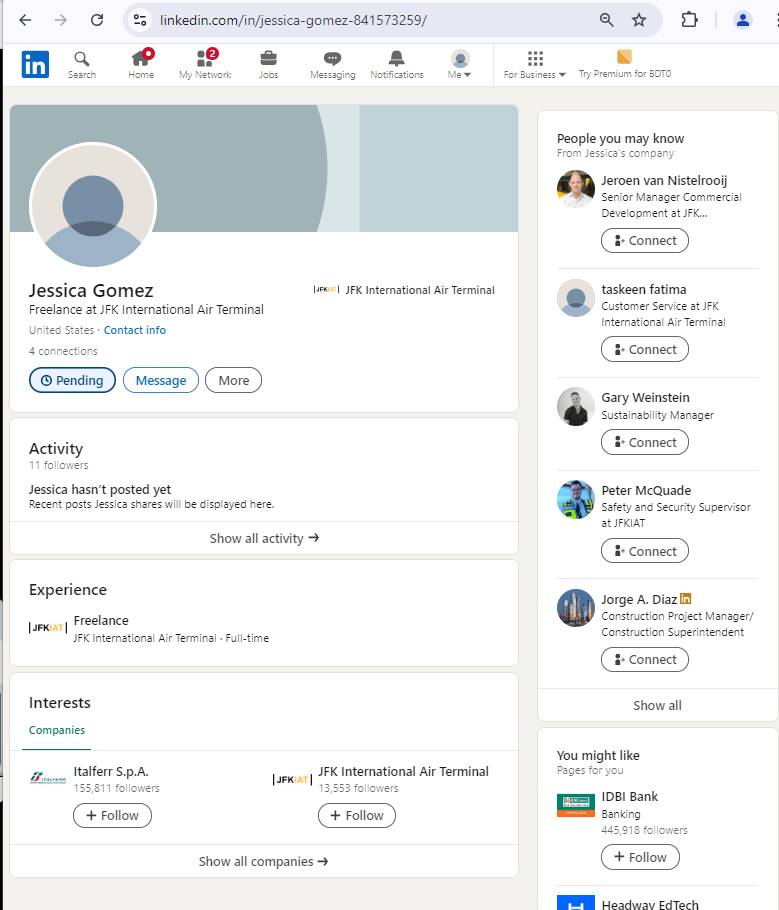 linkedin.com/in/jessica-gomez-841573259/
in
Search
Home
2
My Network
Jobs
Messaging
Notifications
Me
For Business
Try Premium for BDT0
Jessica Gomez
Freelance at JFK International Air Terminal
United States · Contact info
4 connections
Pending
Message
More
JFKIAT
JFK International Air Terminal
Activity
11 followers
Jessica hasn't posted yet
Recent posts Jessica shares will be displayed here.
Show all activity →
Experience
JFKIAT
Freelance
JFK International Air Terminal · Full-time
Interests
Companies
ITALFERR
Italferr S.p.A.
155,811 followers
+ Follow
JFKIAT
JFK International Air Terminal
13,553 followers
+ Follow
Show all companies →
People you may know
From Jessica's company
Jeroen van Nistelrooij
Senior Manager Commercial
Development at JFK...
Connect
taskeen fatima
Customer Service at JFK
International Air Terminal
Connect
Gary Weinstein
Sustainability Manager
Connect
Peter McQuade
Safety and Security Supervisor
at JFKIAT
Connect
Jorge A. Diaz in
Construction Project Manager/
Construction Superintendent
Connect
Show all
You might like
Pages for you
IDBI Bank
Banking
445,918 followers
+ Follow
Headway EdTech